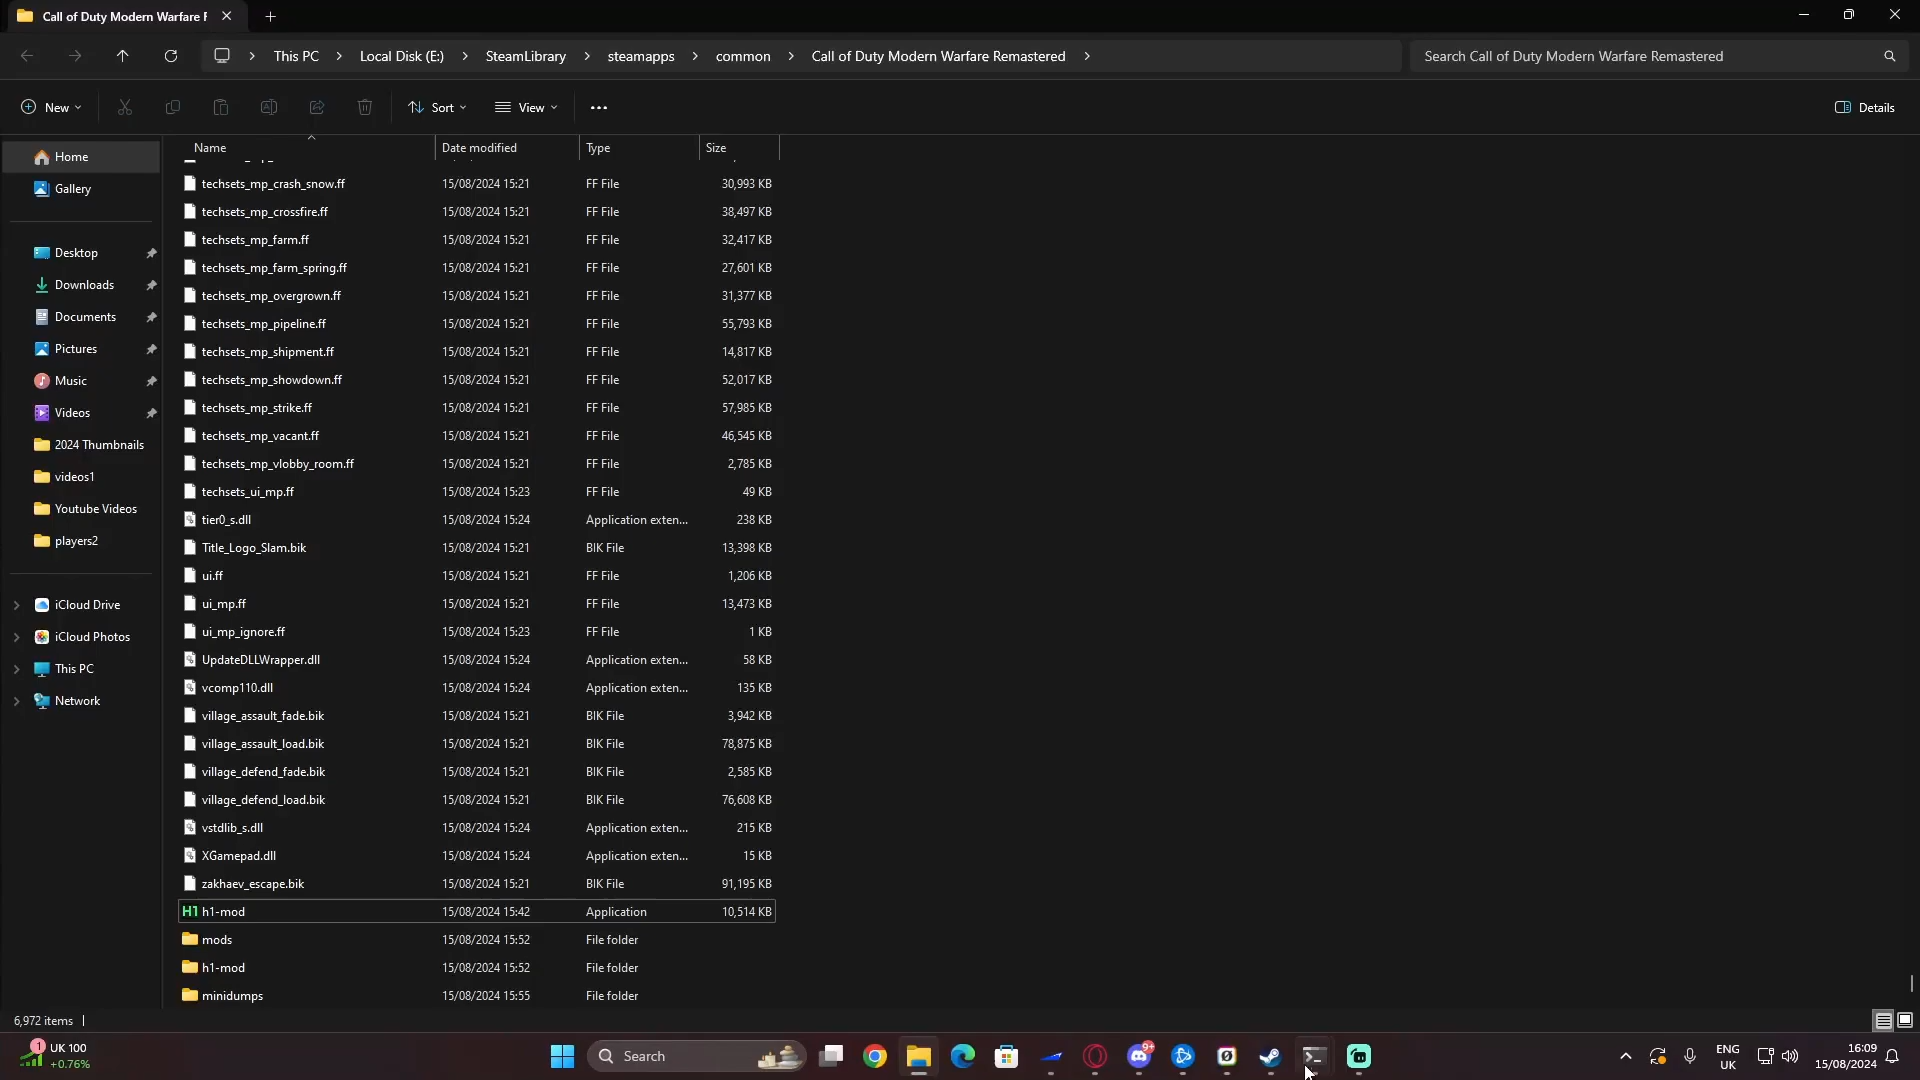 Call of Duty Modern Warfare F
This PC
Local Disk (E:)
SteamLibrary
steamapps
common
Call of Duty Modern Warfare Remastered
Search Call of Duty Modern Warfare Remastered
New
Sort
View
Details
Name
Date modified
Type
Size
Home
Gallery
Desktop
Downloads
Documents
Pictures
Music
Videos
2024 Thumbnails
videos1
Youtube Videos
players2
iCloud Drive
iCloud Photos
This PC
Network
techsets_mp_crash_snow.ff 15/08/2024 15:21 FF File 30,993 KB
techsets_mp_crossfire.ff 15/08/2024 15:21 FF File 38,497 KB
techsets_mp_farm.ff 15/08/2024 15:21 FF File 32,417 KB
techsets_mp_farm_spring.ff 15/08/2024 15:21 FF File 27,601 KB
techsets_mp_overgrown.ff 15/08/2024 15:21 FF File 31,377 KB
techsets_mp_pipeline.ff 15/08/2024 15:21 FF File 55,793 KB
techsets_mp_shipment.ff 15/08/2024 15:21 FF File 14,817 KB
techsets_mp_showdown.ff 15/08/2024 15:21 FF File 52,017 KB
techsets_mp_strike.ff 15/08/2024 15:21 FF File 57,985 KB
techsets_mp_vacant.ff 15/08/2024 15:21 FF File 46,545 KB
techsets_mp_vlobby_room.ff 15/08/2024 15:21 FF File 2,785 KB
techsets_ui_mp.ff 15/08/2024 15:23 FF File 49 KB
tier0_s.dll 15/08/2024 15:24 Application exten... 238 KB
Title_Logo_Slam.bik 15/08/2024 15:21 BIK File 13,398 KB
ui.ff 15/08/2024 15:21 FF File 1,206 KB
ui_mp.ff 15/08/2024 15:21 FF File 13,473 KB
ui_mp_ignore.ff 15/08/2024 15:23 FF File 1 KB
UpdateDLLWrapper.dll 15/08/2024 15:24 Application exten... 58 KB
vcomp110.dll 15/08/2024 15:24 Application exten... 135 KB
village_assault_fade.bik 15/08/2024 15:21 BIK File 3,942 KB
village_assault_load.bik 15/08/2024 15:21 BIK File 78,875 KB
village_defend_fade.bik 15/08/2024 15:21 BIK File 2,585 KB
village_defend_load.bik 15/08/2024 15:21 BIK File 76,608 KB
vstdlib_s.dll 15/08/2024 15:24 Application exten... 215 KB
XGamepad.dll 15/08/2024 15:24 Application exten... 15 KB
zakhaev_escape.bik 15/08/2024 15:21 BIK File 91,195 KB
H1 h1-mod 15/08/2024 15:42 Application 10,514 KB
mods 15/08/2024 15:52 File folder
h1-mod 15/08/2024 15:52 File folder
minidumps 15/08/2024 15:55 File folder
6,972 items
1
UK 100
+0.76%
Search
9+
ENG
UK
16:09
15/08/2024